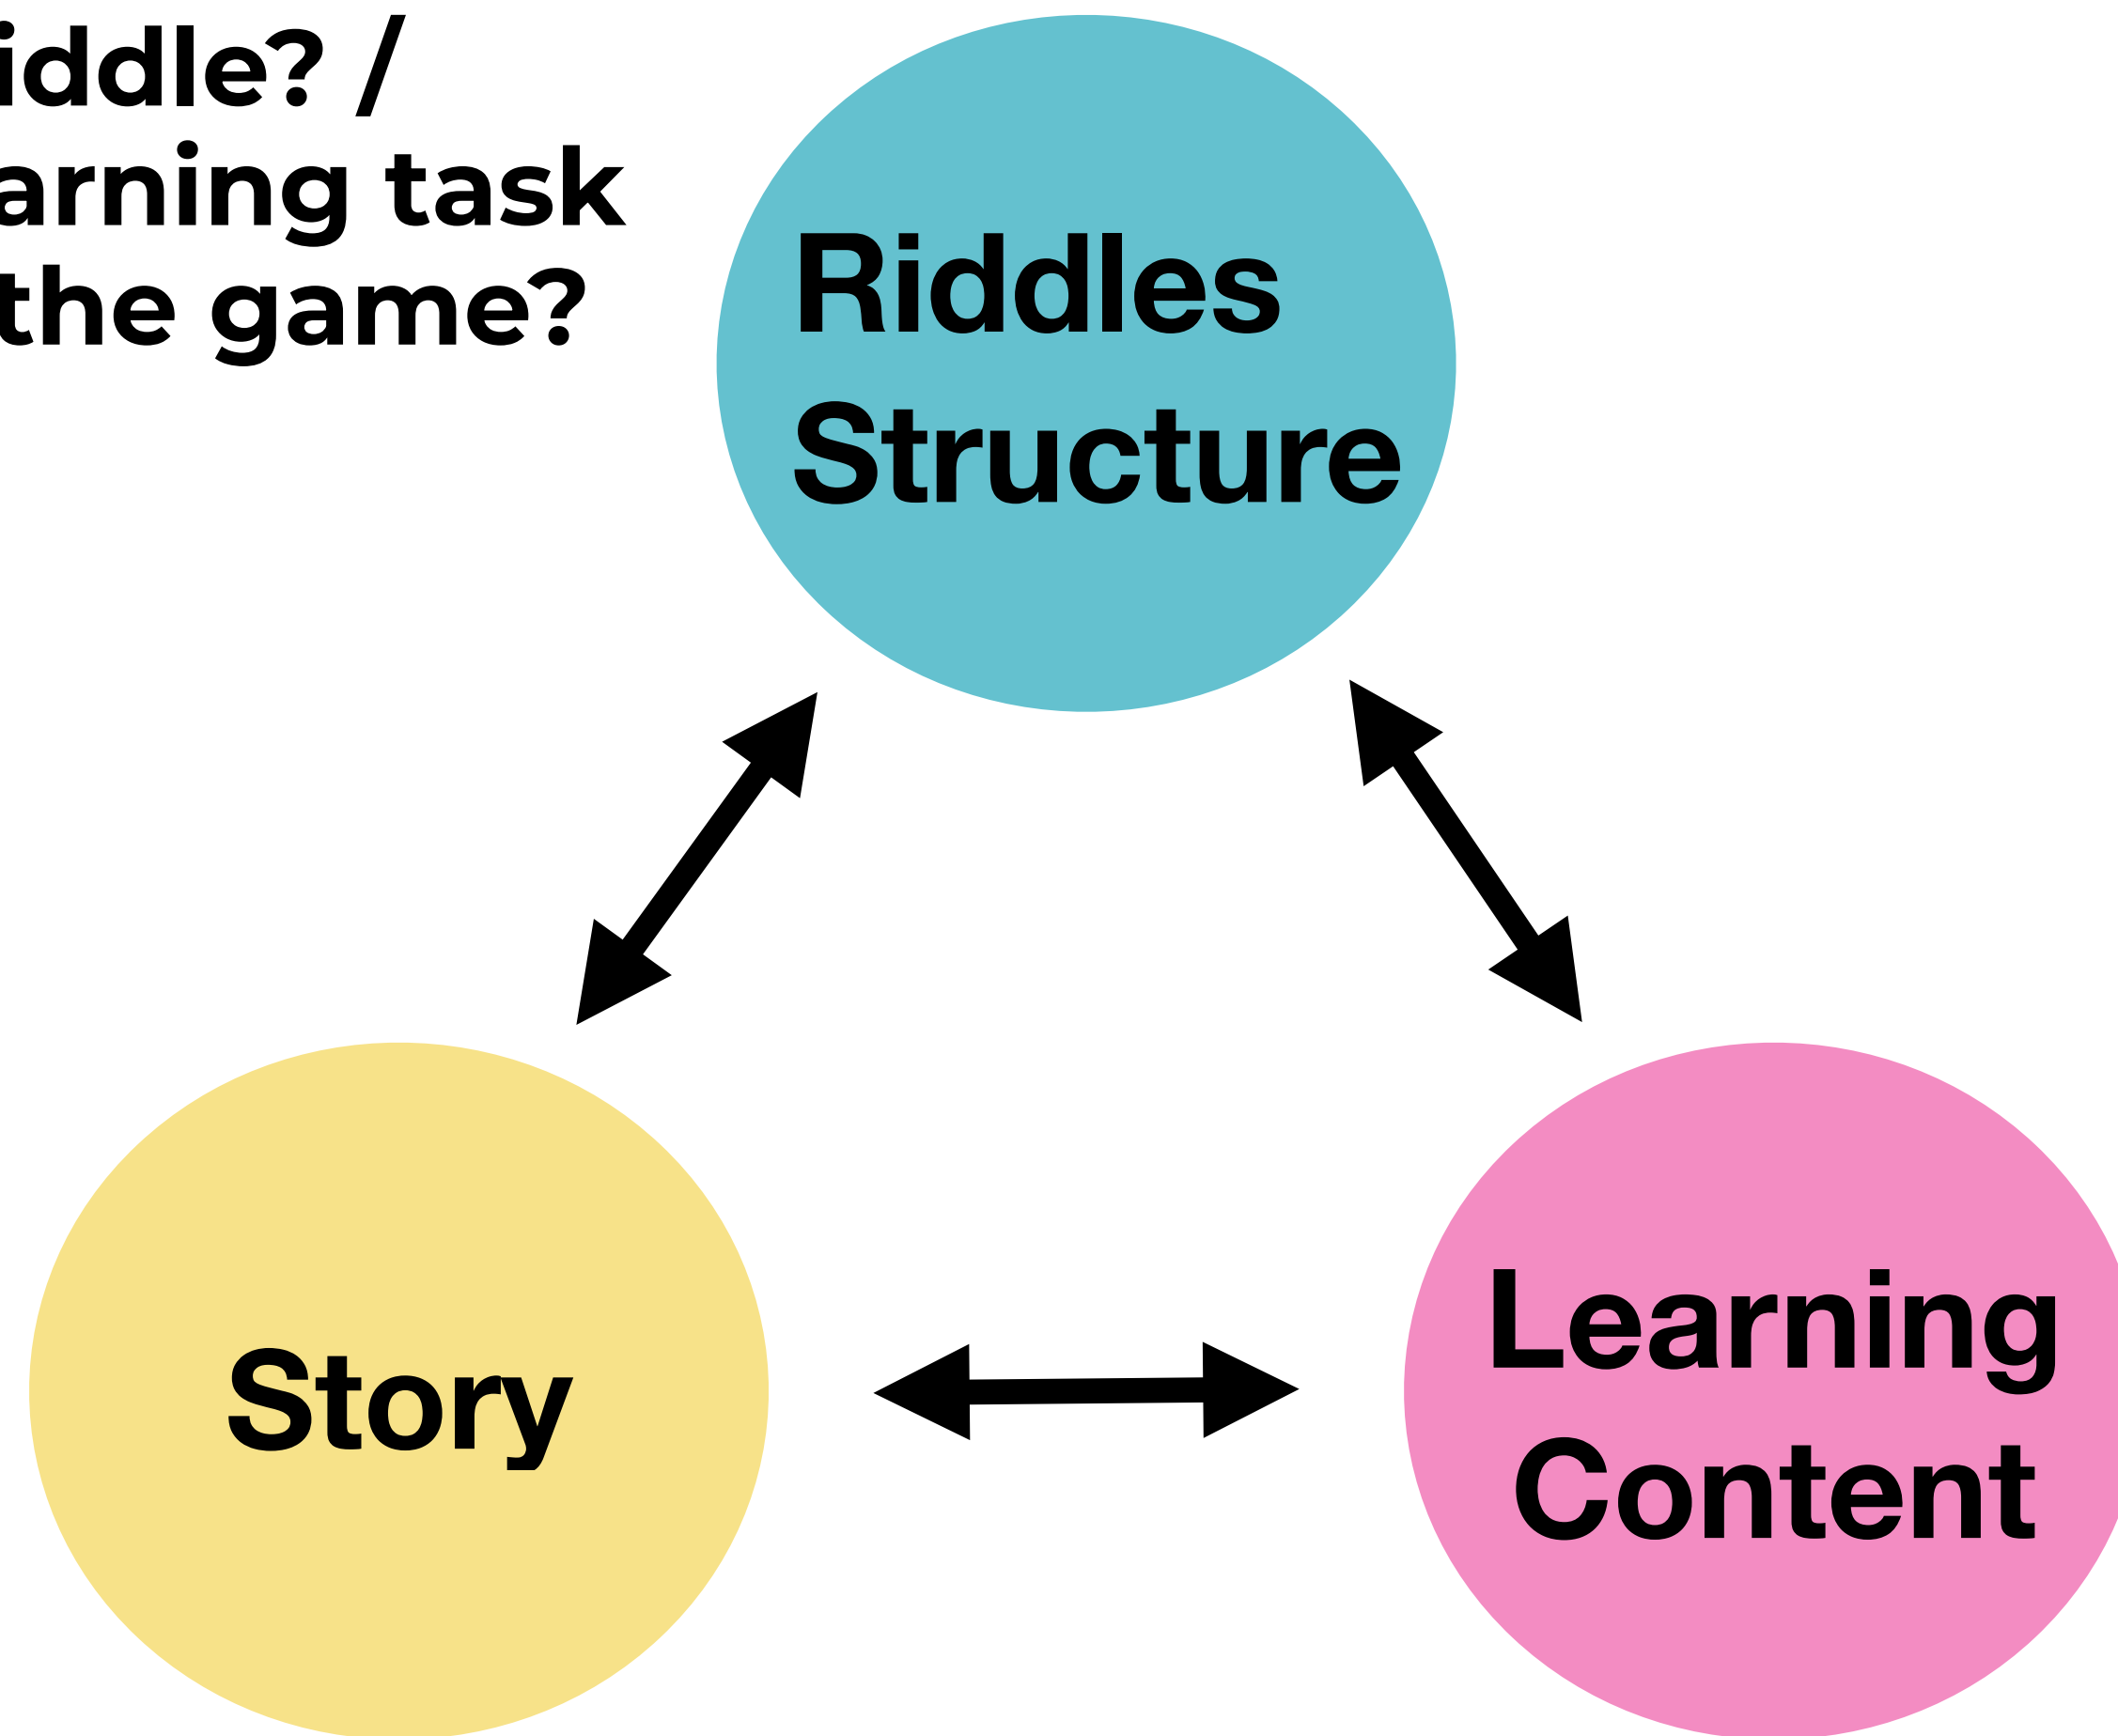 iddle? /
arning task
the game?
Riddles
Structure
Story
Learning
Content